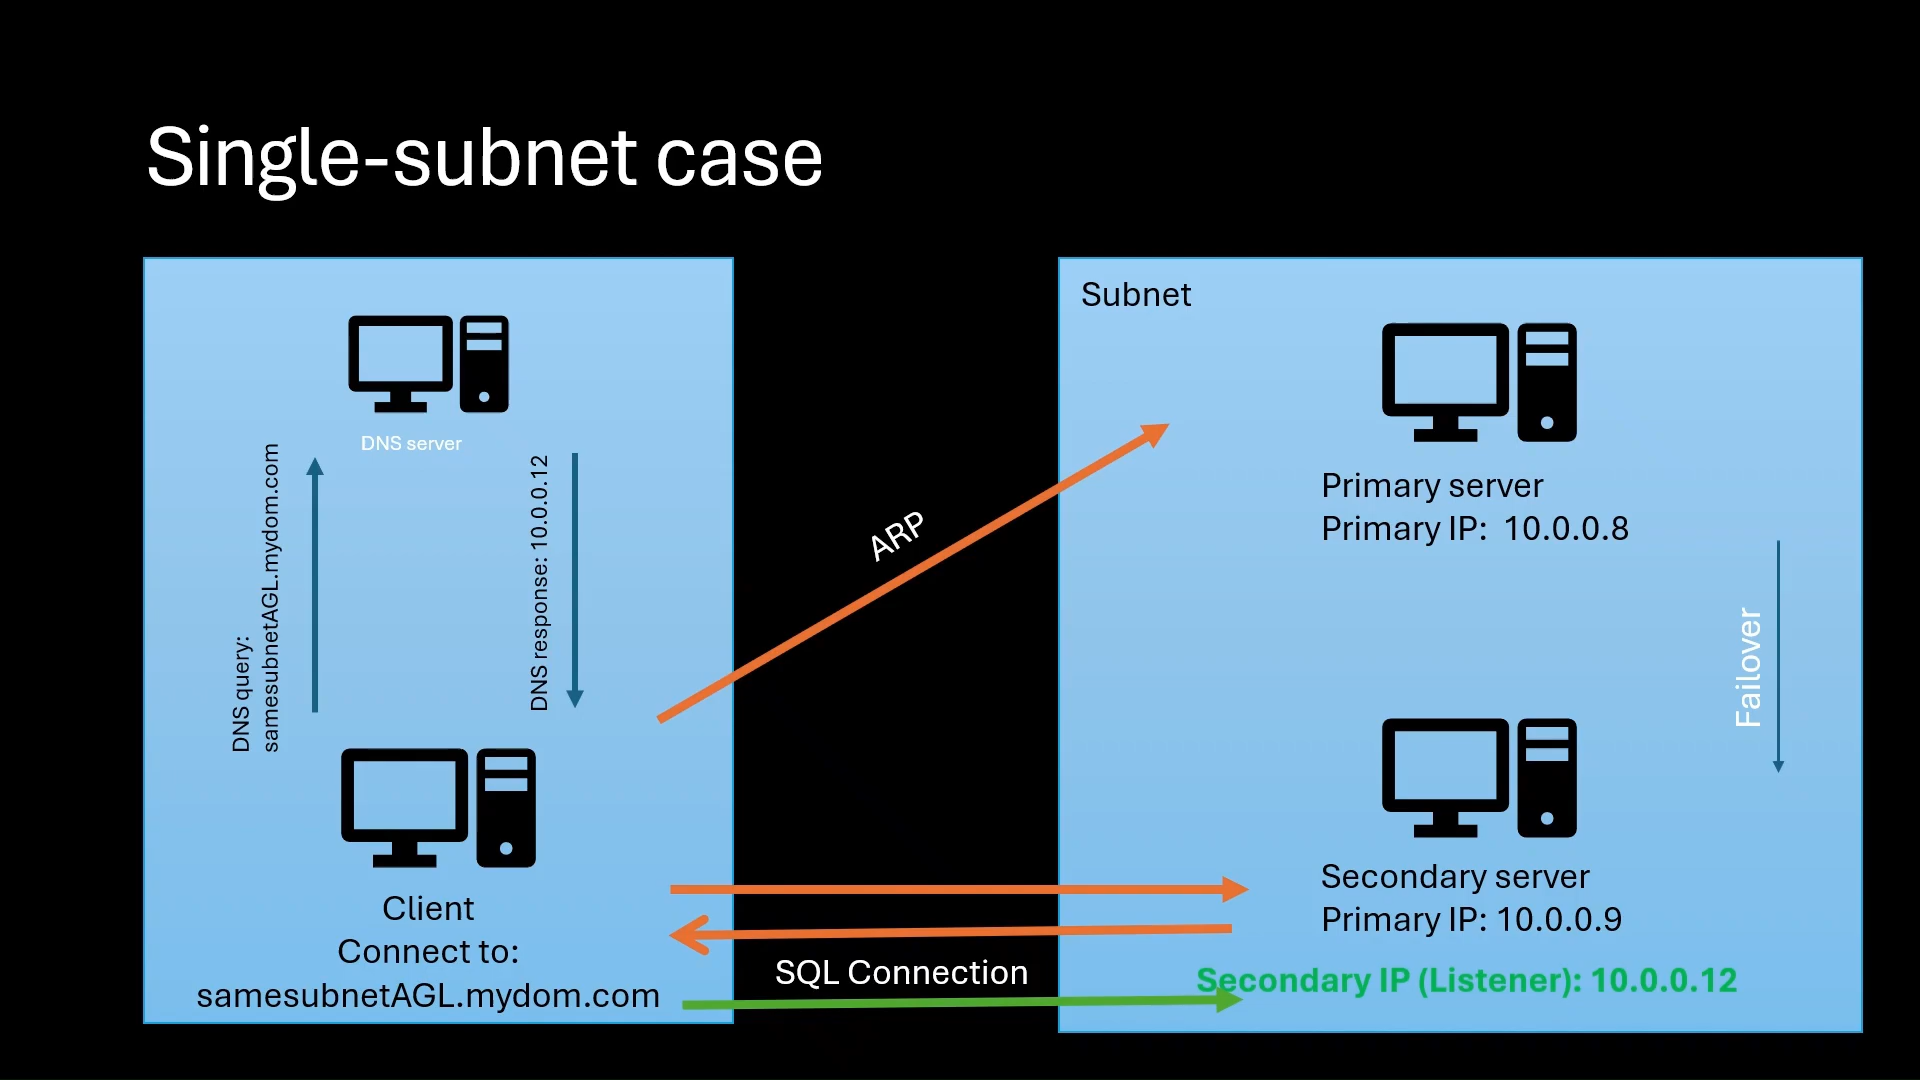 Single-subnet case
DNS server
DNS query:
samesubnetAGL.mydom.com
DNS response: 10.0.0.12
Client
Connect to:
samesubnetAGL.mydom.com
ARP
SQL Connection
Subnet
Primary server
Primary IP:  10.0.0.8
Failover
Secondary server
Primary IP: 10.0.0.9
Secondary IP (Listener): 10.0.0.12